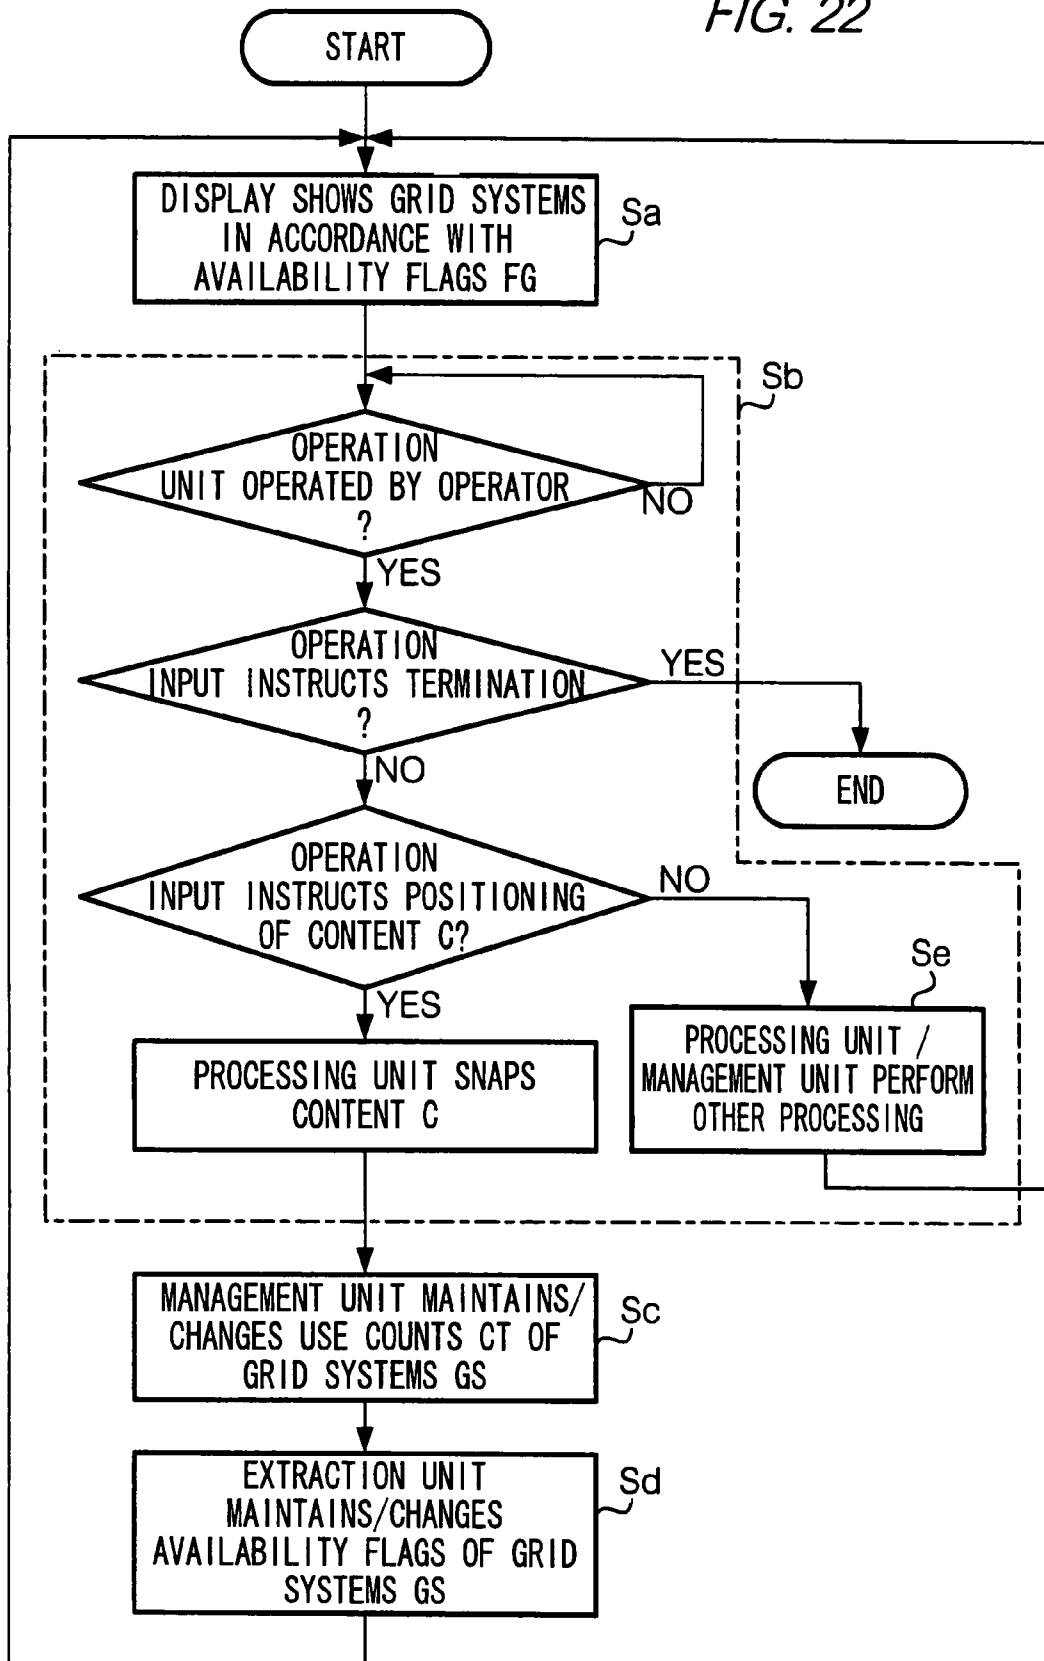 FIG. 22
START
DISPLAY SHOWS GRID SYSTEMS
IN ACCORDANCE WITH
AVAILABILITY FLAGS FG
Sa
Sb
OPERATION
UNIT OPERATED BY OPERATOR
?
NO
YES
OPERATION
INPUT INSTRUCTS TERMINATION
?
YES
NO
END
OPERATION
INPUT INSTRUCTS POSITIONING
OF CONTENT C?
NO
YES
Se
PROCESSING UNIT SNAPS
CONTENT C
PROCESSING UNIT /
MANAGEMENT UNIT PERFORM
OTHER PROCESSING
MANAGEMENT UNIT MAINTAINS/
CHANGES USE COUNTS CT OF
GRID SYSTEMS GS
Sc
EXTRACTION UNIT
MAINTAINS/CHANGES
AVAILABILITY FLAGS OF GRID
SYSTEMS GS
Sd